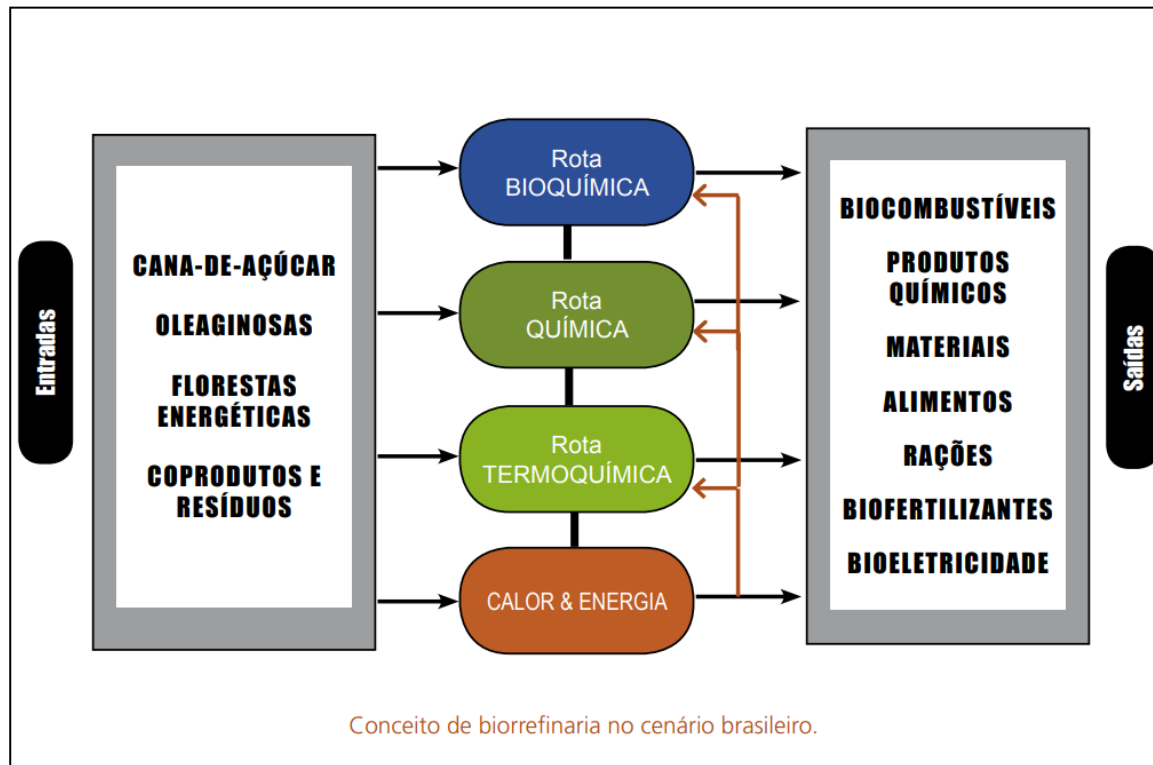 Entradas
CANA-DE-AÇÚCAR
OLEAGINOSAS
FLORESTAS
ENERGÉTICAS
COPRODUTOS E
RESÍDUOS
Rota
BIOQUÍMICA
Rota
QUÍMICA
Rota
TERMOQUÍMICA
CALOR & ENERGIA
BIOCOMBUSTÍVEIS
PRODUTOS
QUÍMICOS
MATERIAIS
ALIMENTOS
RAÇÕES
BIOFERTILIZANTES
BIOELETRICIDADE
Saídas
Conceito de biorrefinaria no cenário brasileiro.